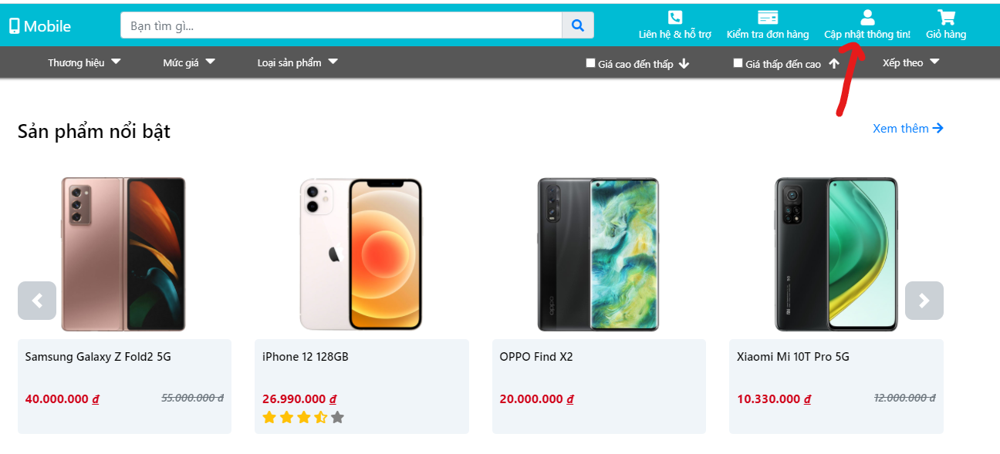 Mobile
Bạn tìm gì...
Liên hệ & hỗ trợ
Kiểm tra đơn hàng
Cập nhật thông tin!
Giỏ hàng
Thương hiệu
Mức giá
Loại sản phẩm
Giá cao đến thấp
Giá thấp đến cao
Xếp theo
Sản phẩm nổi bật
Xem thêm
Samsung Galaxy Z Fold2 5G
40.000.000 đ
55.000.000 đ
iPhone 12 128GB
26.990.000 đ
OPPO Find X2
20.000.000 đ
Xiaomi Mi 10T Pro 5G
10.330.000 đ
12.000.000 đ